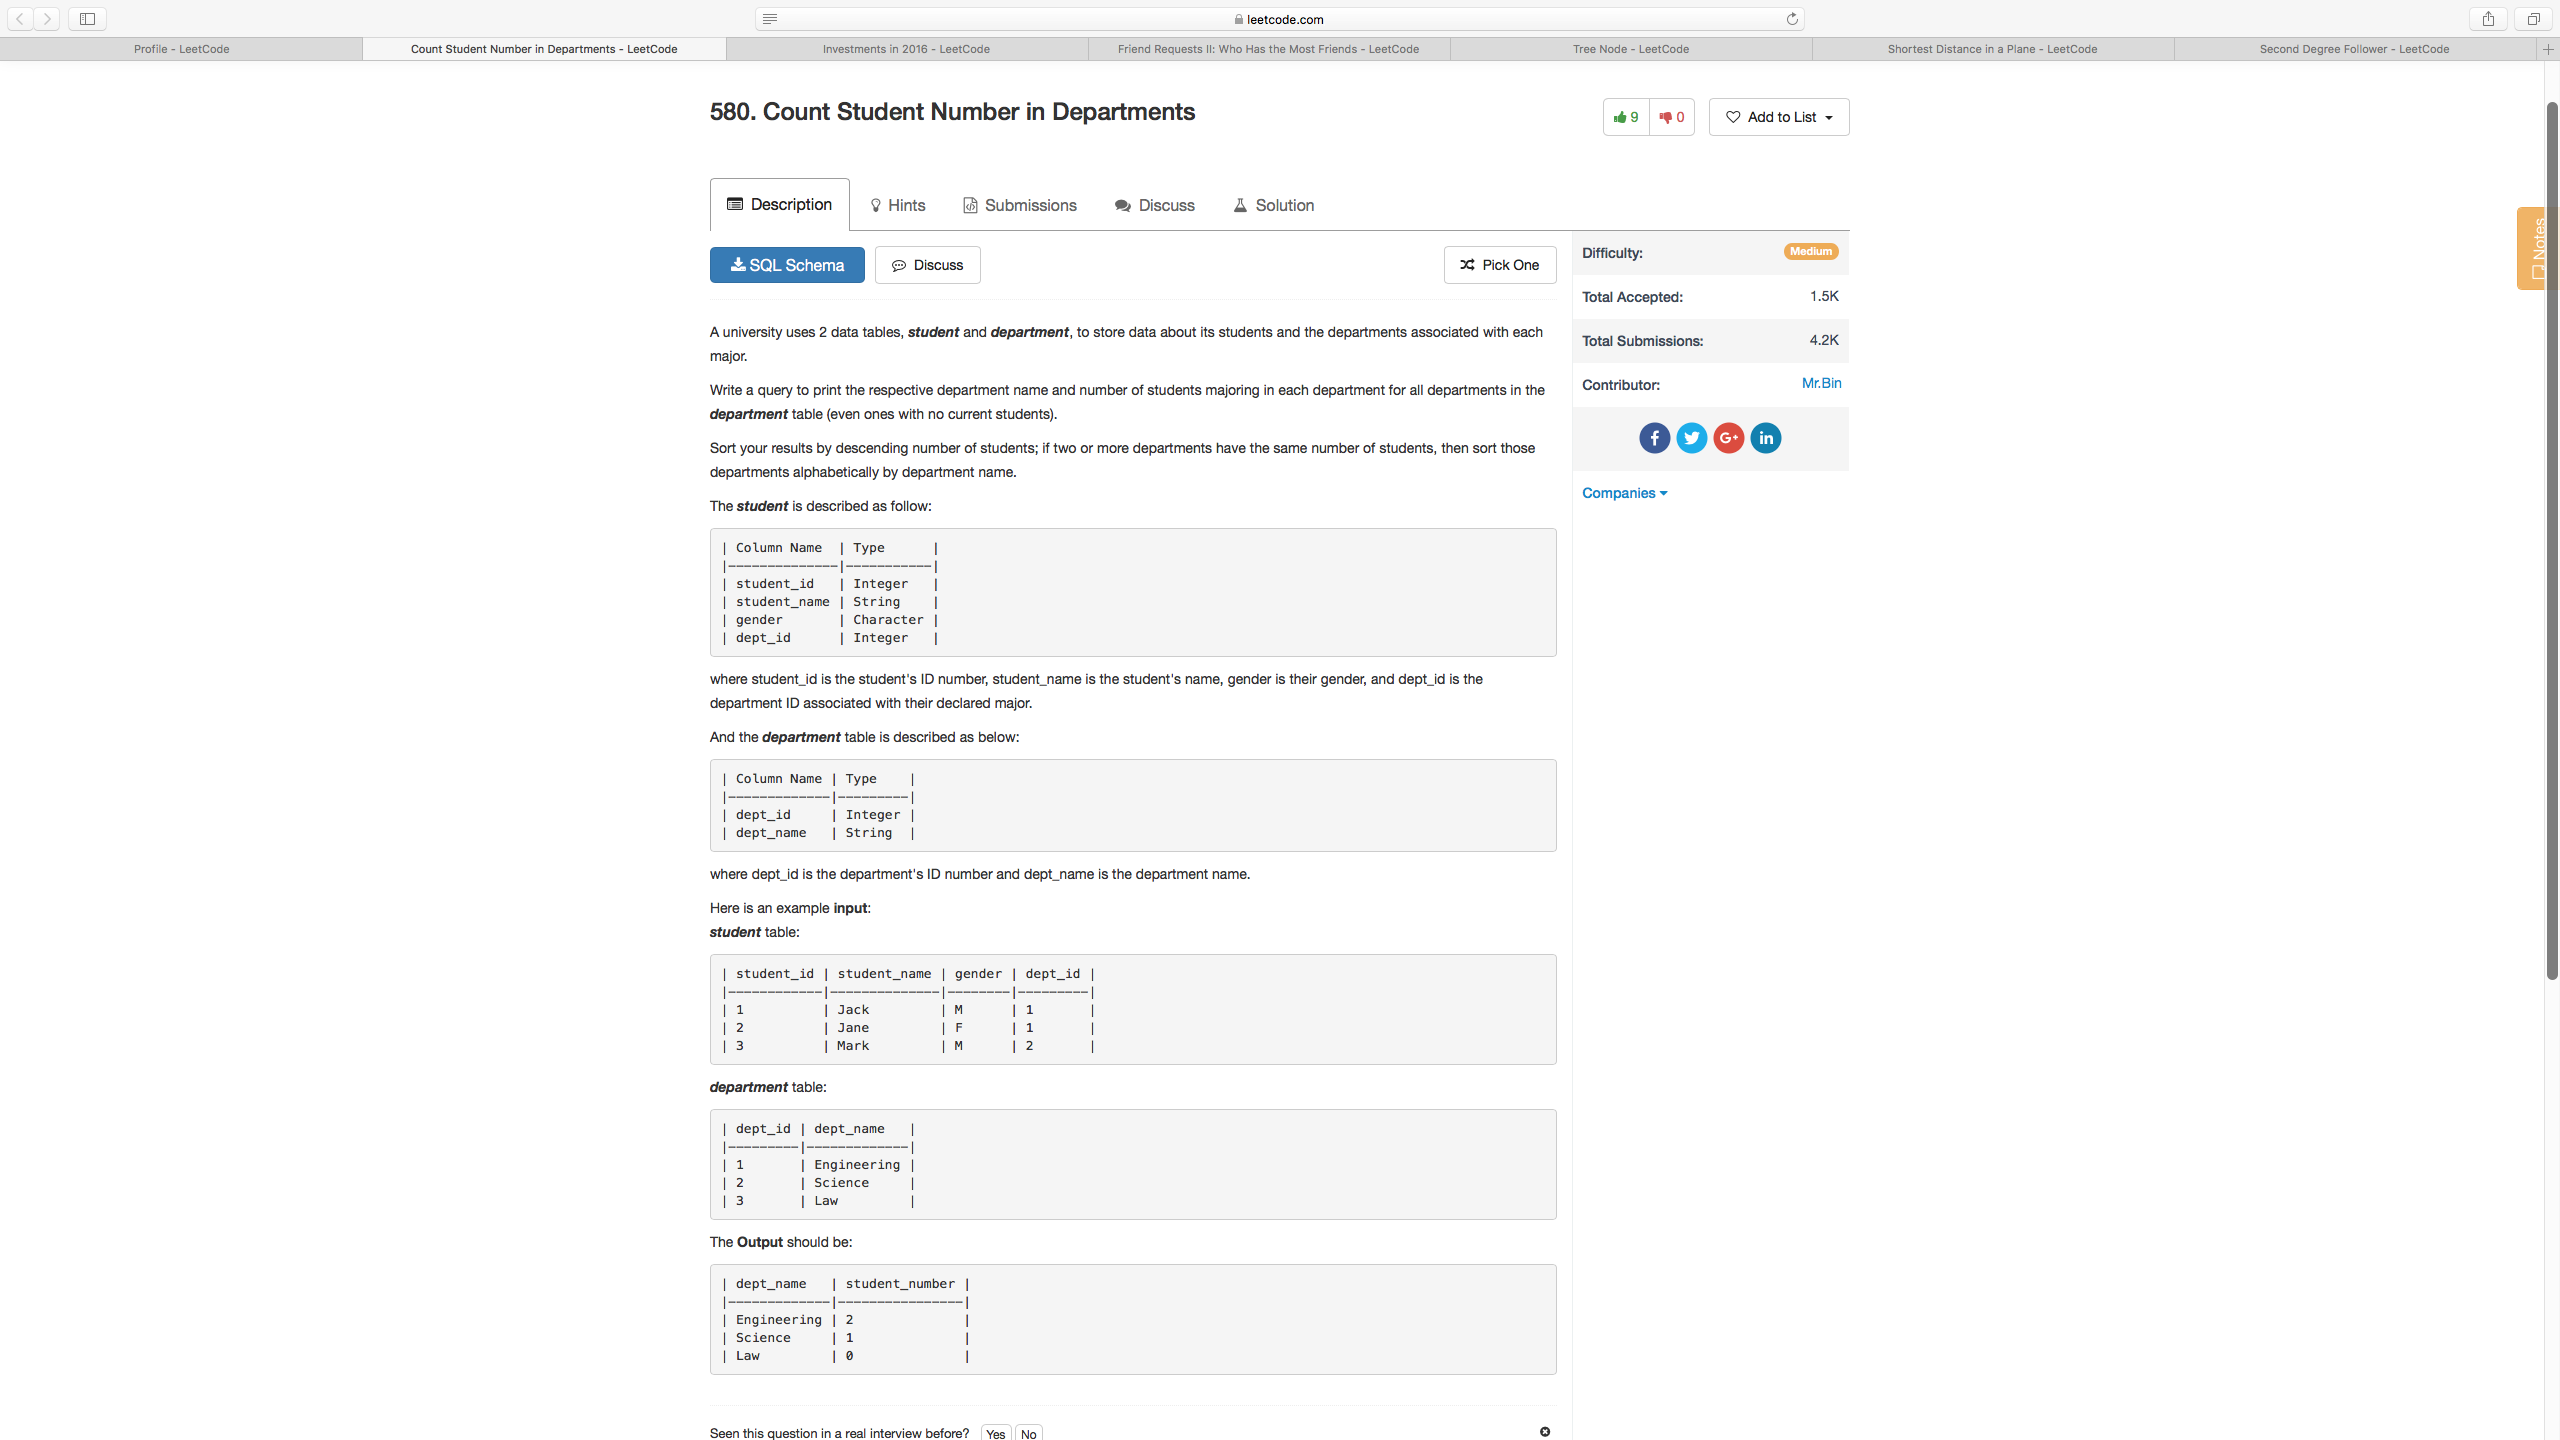 leetcode.com
Profile - LeetCode
Count Student Number in Departments - LeetCode
Investments in 2016 - LeetCode
Friend Requests II: Who Has the Most Friends - LeetCode
Tree Node - LeetCode
Shortest Distance in a Plane - LeetCode
Second Degree Follower - LeetCode
580. Count Student Number in Departments
9
0
Add to List
Description
Hints
Submissions
Discuss
Solution
SQL Schema
Discuss
Pick One
A university uses 2 data tables, student and department, to store data about its students and the departments associated with each
major.
Write a query to print the respective department name and number of students majoring in each department for all departments in the
department table (even ones with no current students).
Sort your results by descending number of students; if two or more departments have the same number of students, then sort those
departments alphabetically by department name.
The student is described as follow:
| Column Name  | Type      |
|--------------|-----------|
| student_id   | Integer   |
| student_name | String    |
| gender       | Character |
| dept_id      | Integer   |
where student_id is the student's ID number, student_name is the student's name, gender is their gender, and dept_id is the
department ID associated with their declared major.
And the department table is described as below:
| Column Name | Type    |
|-------------|---------|
| dept_id     | Integer |
| dept_name   | String  |
where dept_id is the department's ID number and dept_name is the department name.
Here is an example input:
student table:
| student_id | student_name | gender | dept_id |
|------------|--------------|--------|---------|
| 1          | Jack         | M      | 1       |
| 2          | Jane         | F      | 1       |
| 3          | Mark         | M      | 2       |
department table:
| dept_id | dept_name   |
|---------|-------------|
| 1       | Engineering |
| 2       | Science     |
| 3       | Law         |
The Output should be:
| dept_name   | student_number |
|-------------|----------------|
| Engineering | 2              |
| Science     | 1              |
| Law         | 0              |
Seen this question in a real interview before? Yes No
Difficulty: Medium
Total Accepted: 1.5K
Total Submissions: 4.2K
Contributor: Mr.Bin
f
G+
in
Companies
Notes